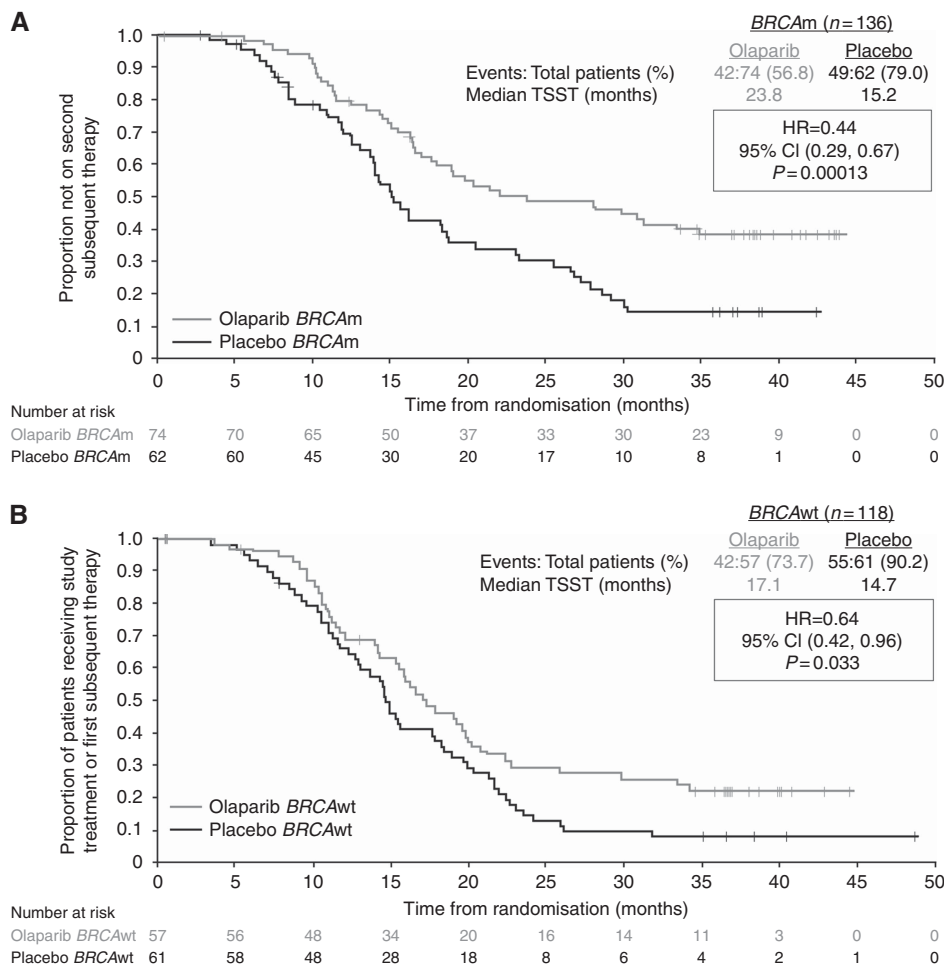 A
BRCAm (n=136)
Olaparib Placebo
Events: Total patients (%) 42:74 (56.8) 49:62 (79.0)
Median TSST (months) 23.8 15.2
HR=0.44
95% CI (0.29, 0.67)
P=0.00013
Proportion not on second
subsequent therapy
1.0
0.9
0.8
0.7
0.6
0.5
0.4
0.3
0.2
0.1
0
Olaparib BRCAm
Placebo BRCAm
0 5 10 15 20 25 30 35 40 45 50
Time from randomisation (months)
Number at risk
Olaparib BRCAm 74 70 65 50 37 33 30 23 9 0 0
Placebo BRCAm 62 60 45 30 20 17 10 8 1 0 0
B
BRCAwt (n=118)
Olaparib Placebo
Events: Total patients (%) 42:57 (73.7) 55:61 (90.2)
Median TSST (months) 17.1 14.7
HR=0.64
95% CI (0.42, 0.96)
P=0.033
Proportion of patients receiving study
treatment or first subsequent therapy
1.0
0.9
0.8
0.7
0.6
0.5
0.4
0.3
0.2
0.1
0
Olaparib BRCAwt
Placebo BRCAwt
0 5 10 15 20 25 30 35 40 45 50
Time from randomisation (months)
Number at risk
Olaparib BRCAwt 57 56 48 34 20 16 14 11 3 0 0
Placebo BRCAwt 61 58 48 28 18 8 6 4 2 1 0